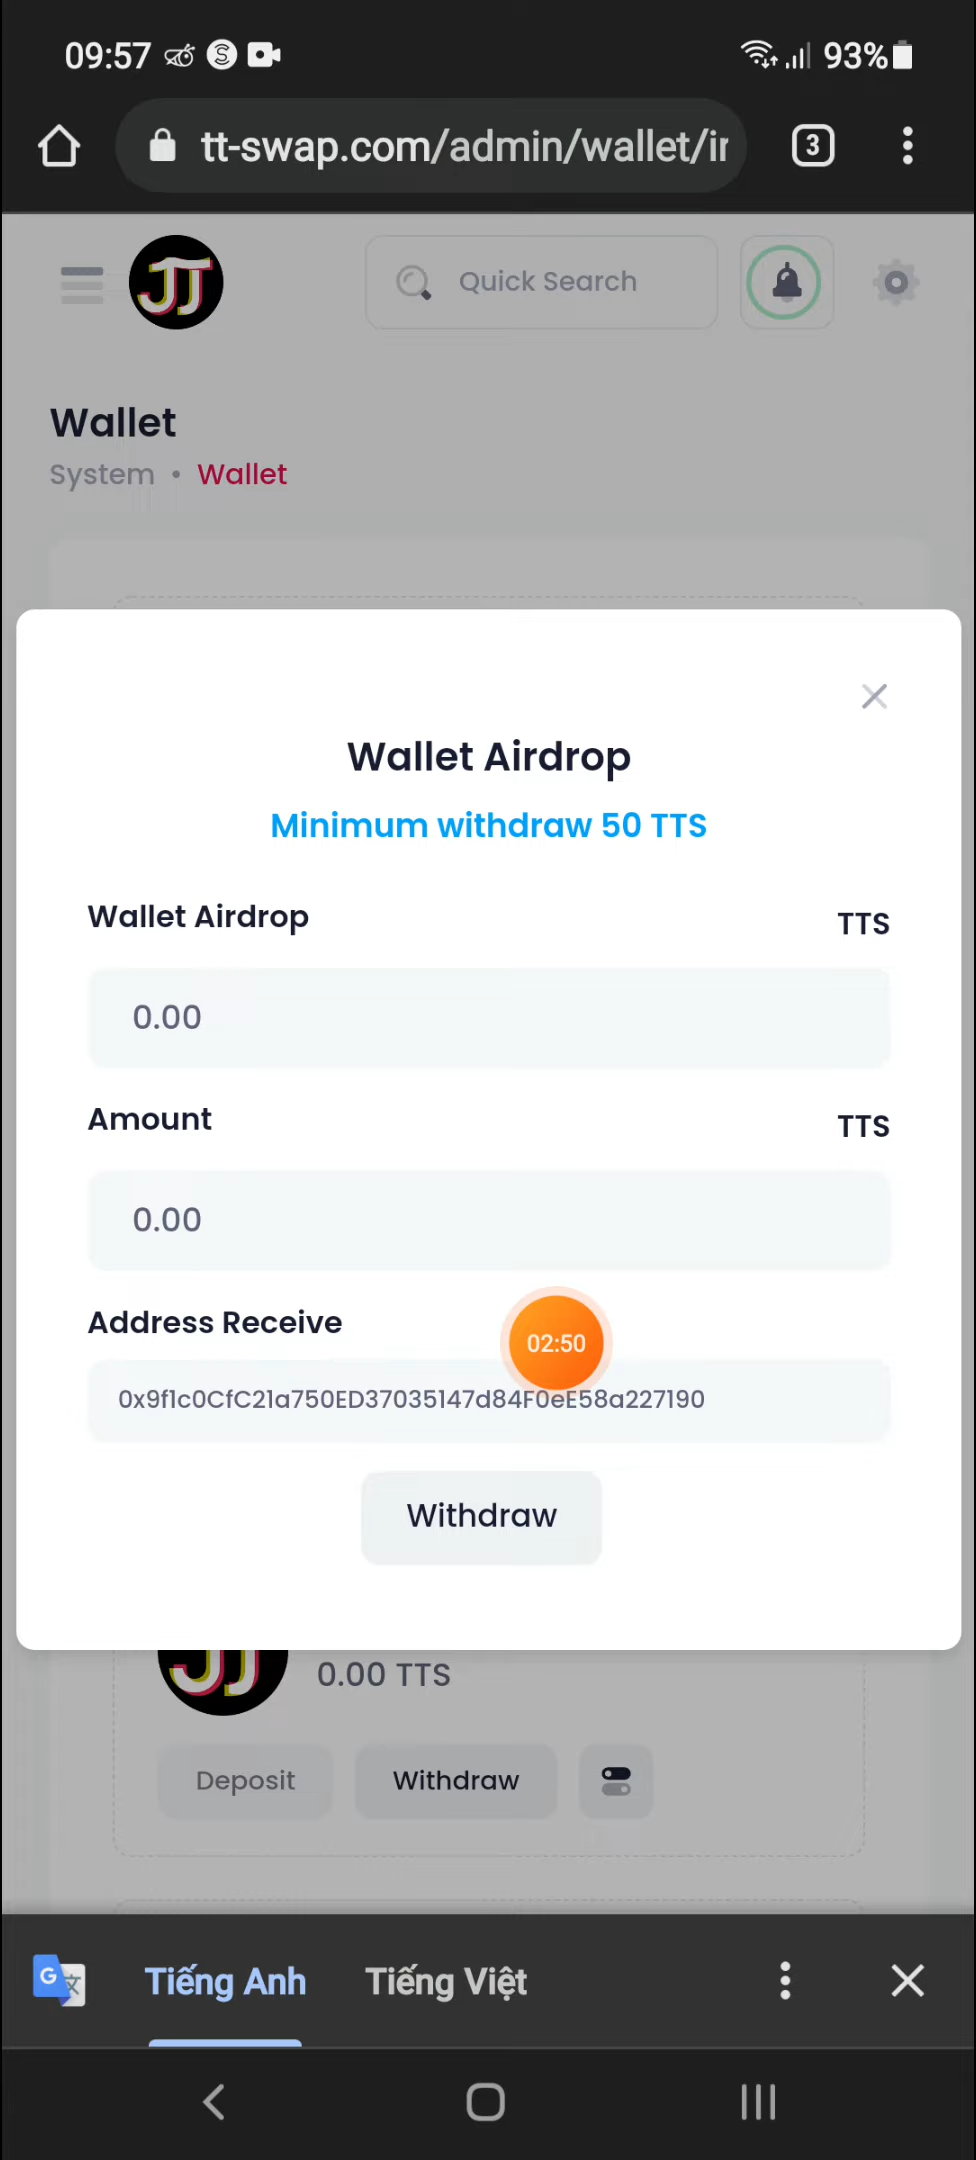 09:57
93%
tt-swap.com/admin/wallet/ir
3
Quick Search
Wallet
System • Wallet
Wallet Airdrop
Minimum withdraw 50 TTS
Wallet Airdrop
TTS
0.00
Amount
TTS
0.00
Address Receive
02:50
0x9f1c0CfC21a750ED37035147d84F0eE58a227190
Withdraw
0.00 TTS
Deposit
Withdraw
Tiếng Anh
Tiếng Việt